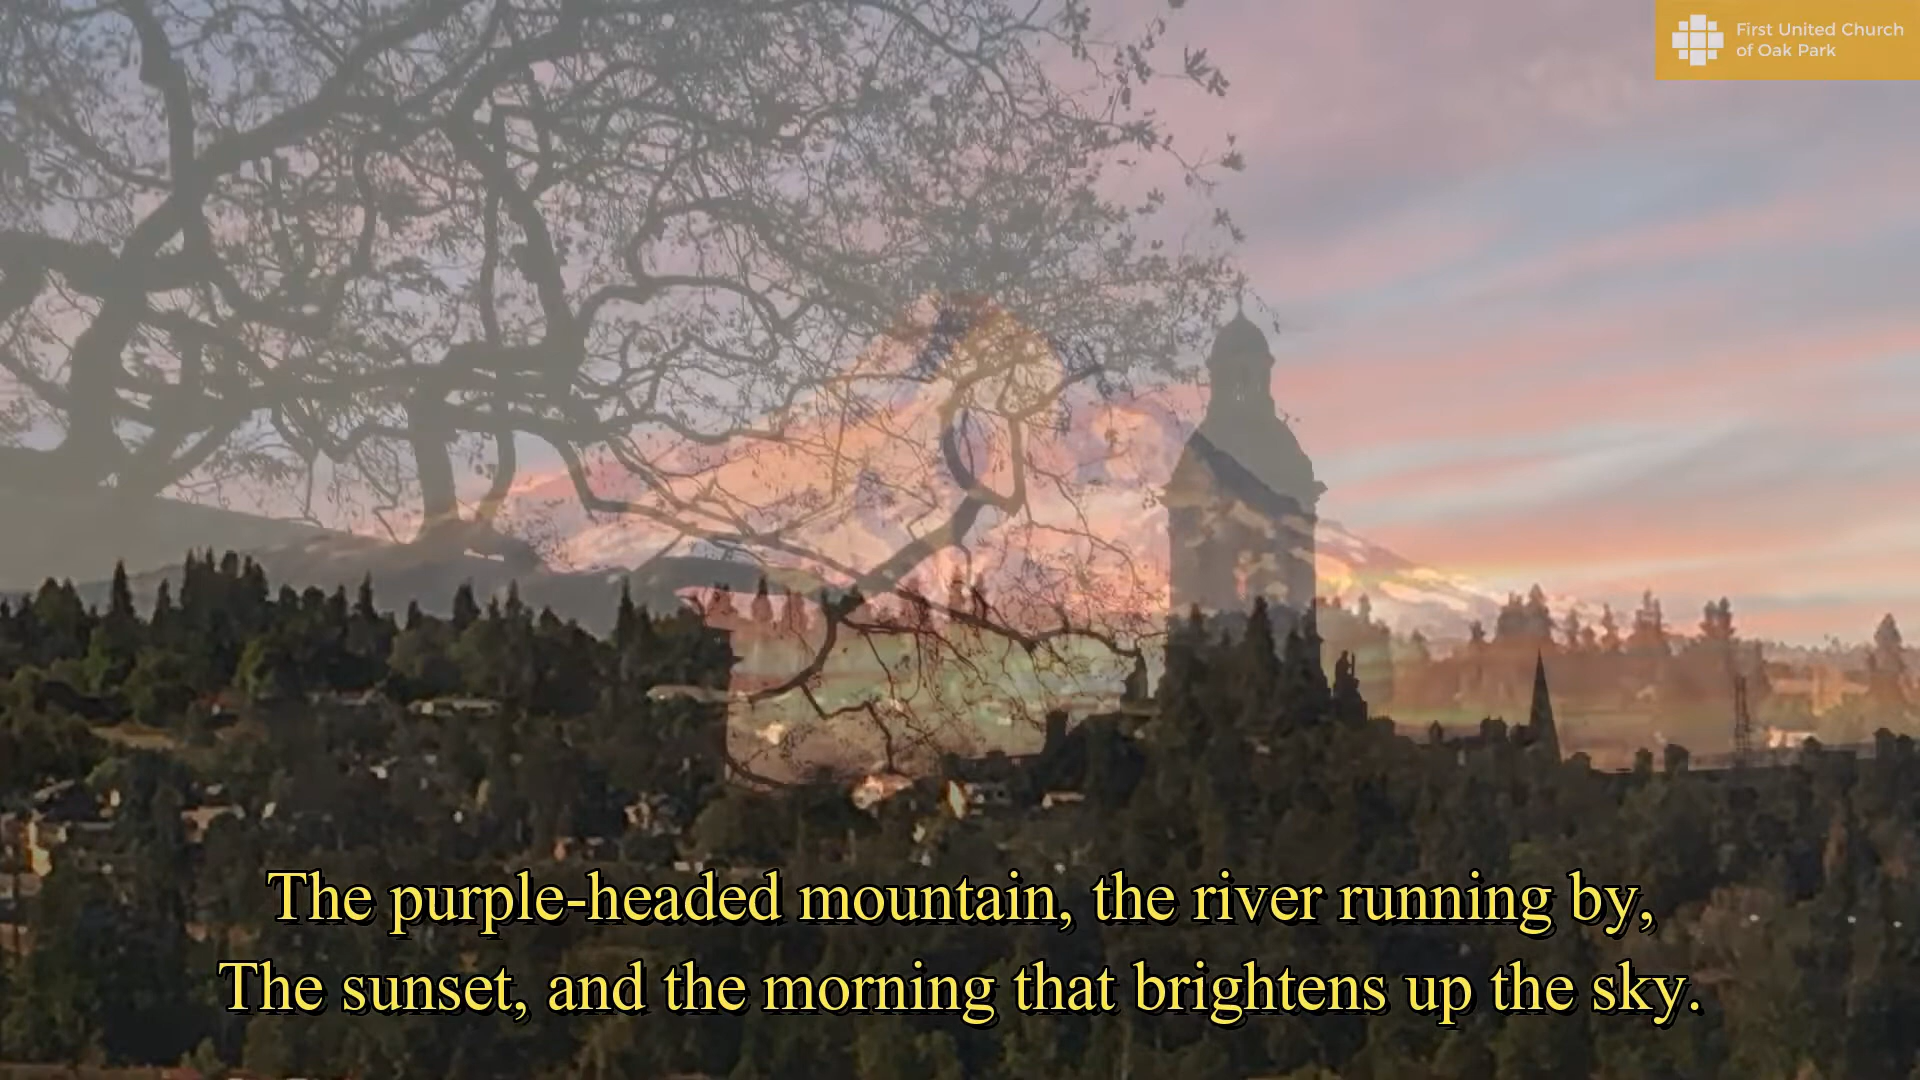 First United Church
of Oak Park
The purple-headed mountain, the river running by,
The sunset, and the morning that brightens up the sky.